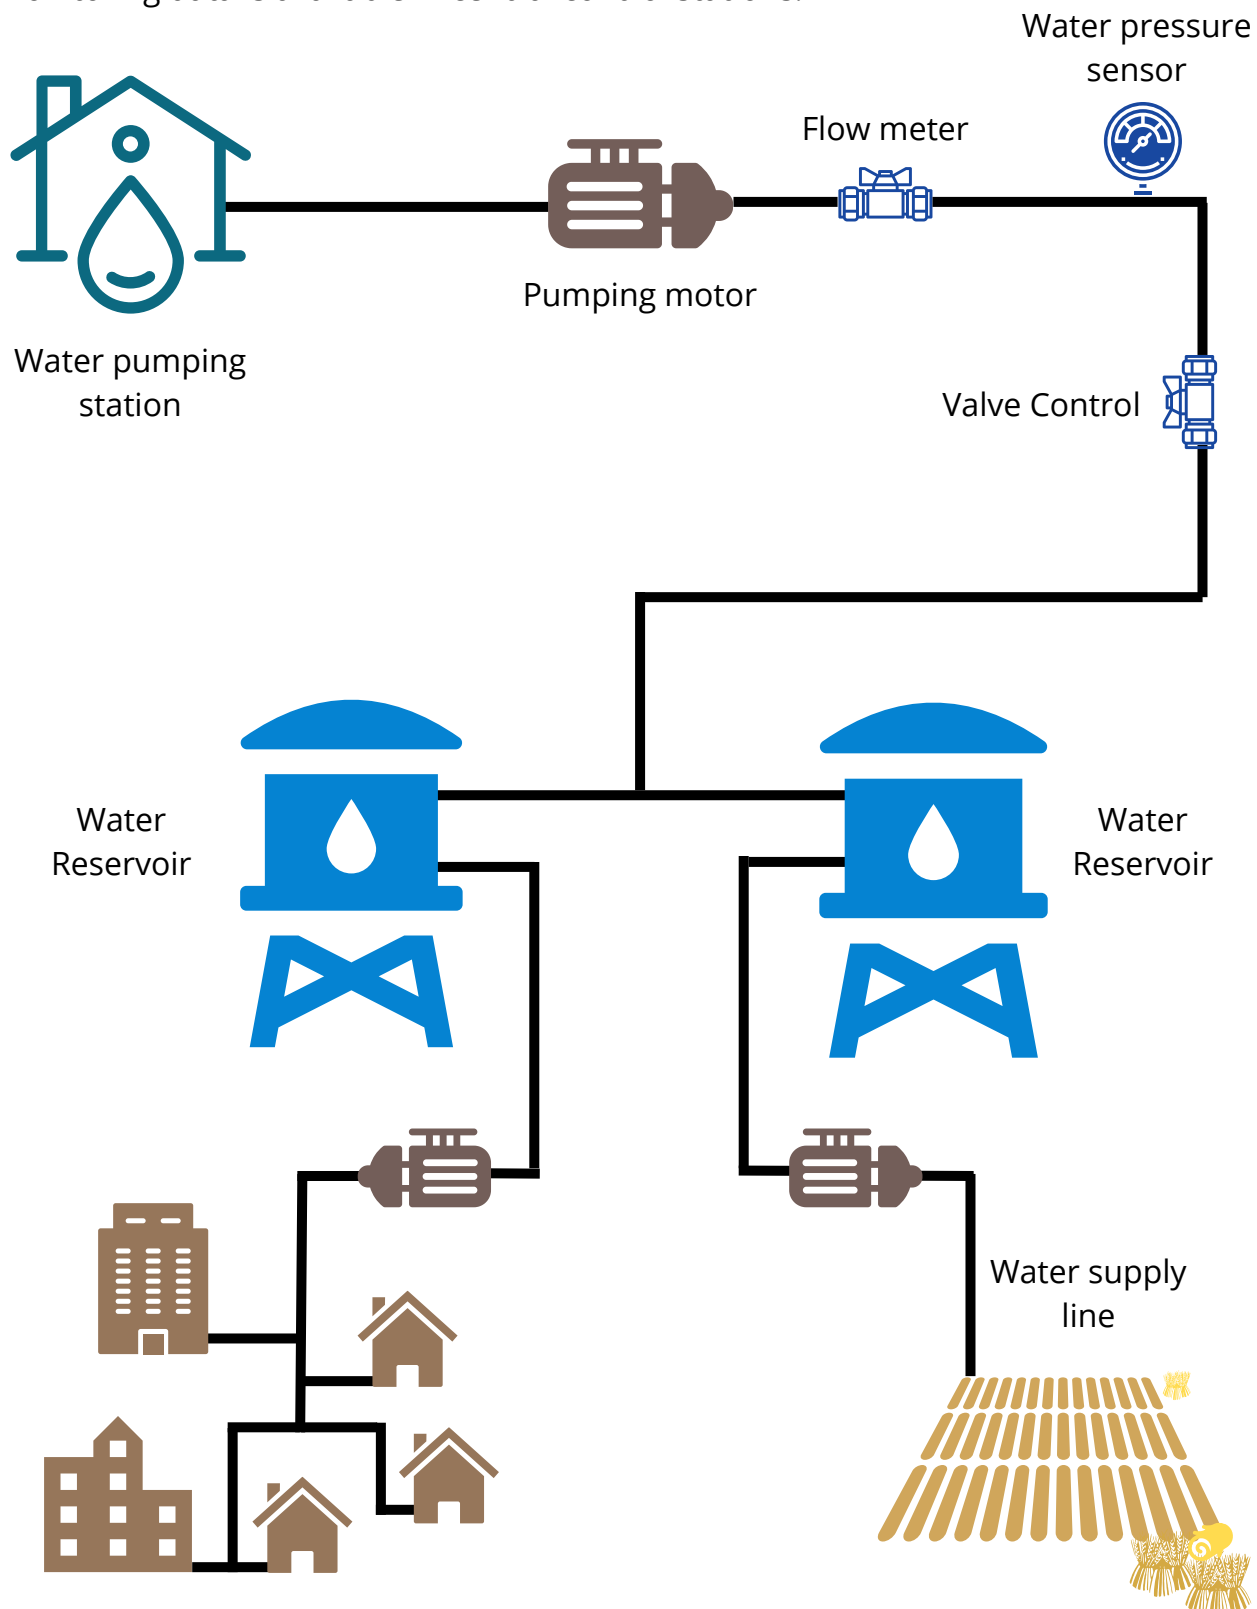 Water pressure
sensor
Flow meter
Pumping motor
Water pumping
station
Valve Control
Water
Reservoir
Water
Reservoir
Water supply
line